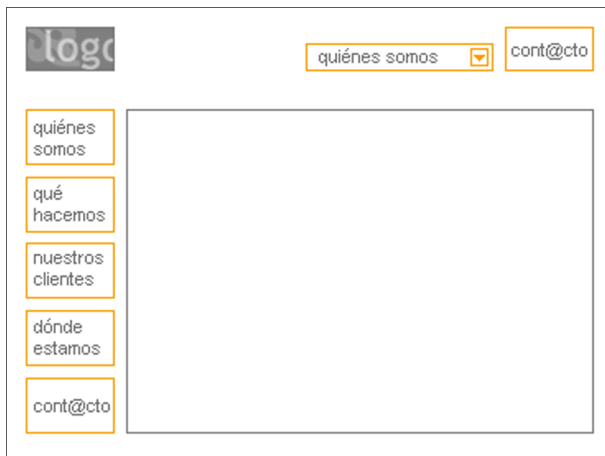 logo
quiénes somos
cont@cto
quiénes
somos
qué
hacemos
nuestros
clientes
dónde
estamos
cont@cto